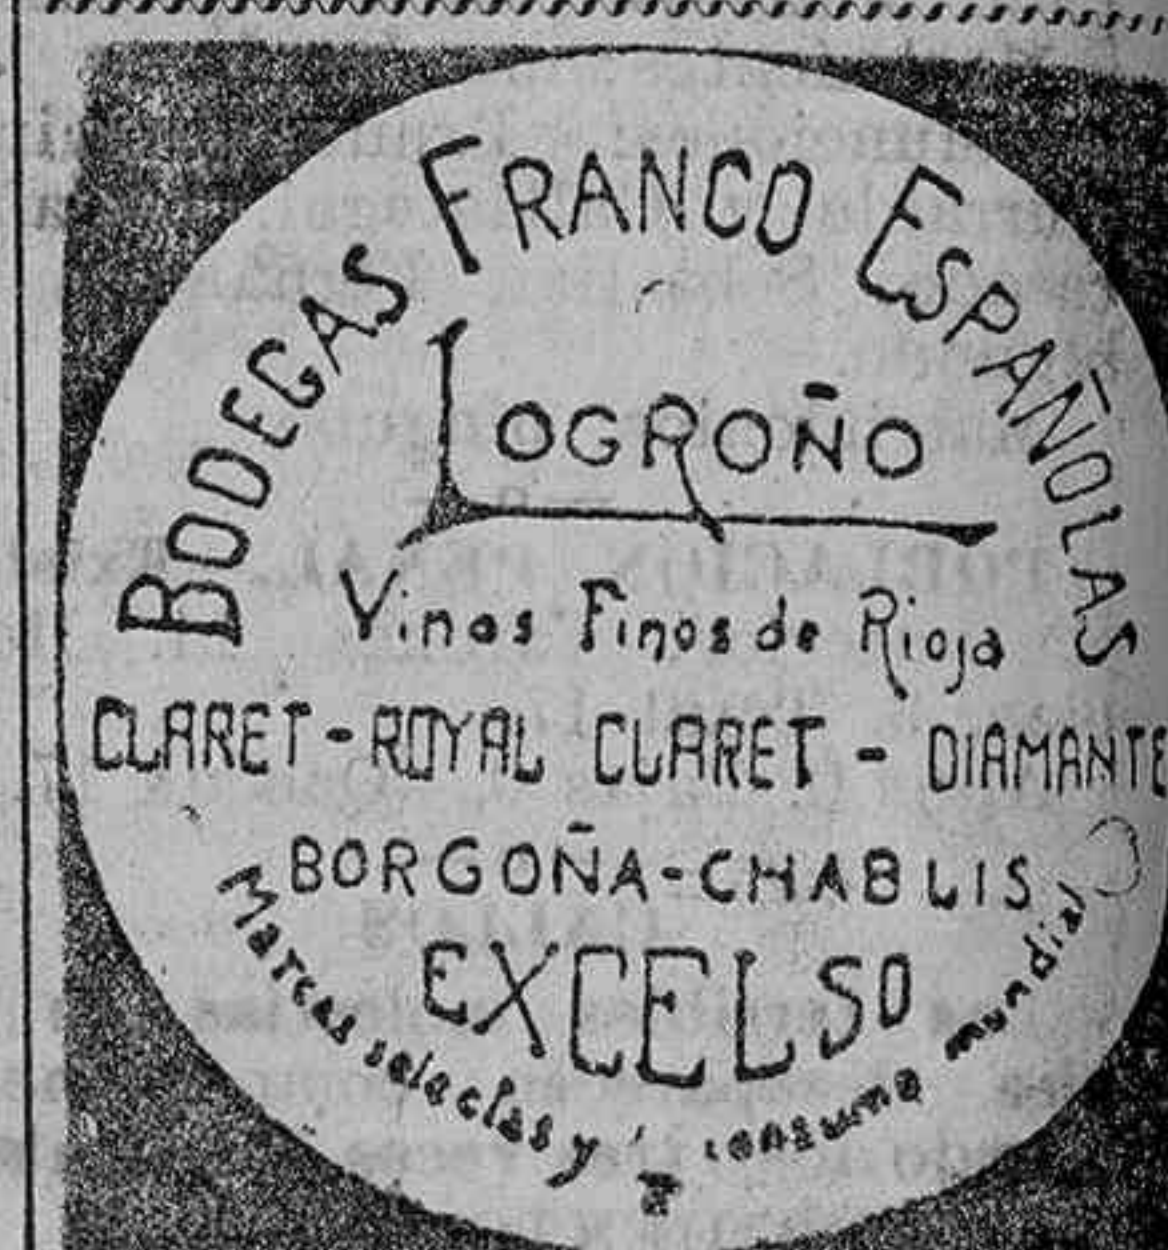 BODEGAS FRANCO ESPAÑOLAS
LOGROÑO
Vinos Finos de Rioja
CLARET - ROYAL CLARET - DIAMANTE
BORGOÑA-CHABLIS
EXCELSO
Marcas selectas y de consumo mundial